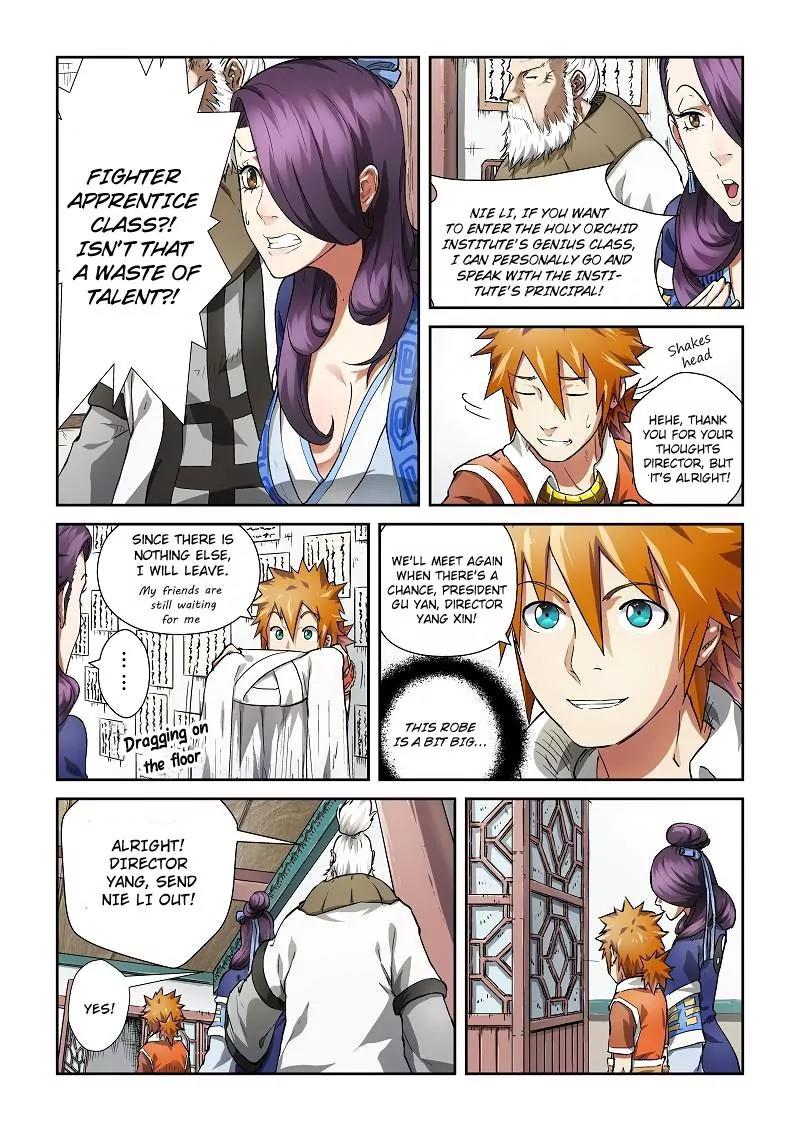 FIGHTER
APPRENTICE
CLASS?!
ISN'T THAT
A WASTE OF
TALENT?!
NIE LI, IF YOU WANT
TO ENTER THE HOLY ORCHID
INSTITUTE'S GENIUS CLASS,
I CAN PERSONALLY GO AND
SPEAK WITH THE INSTI-
TUTE'S PRINCIPAL!
Shakes
head
HEHE, THANK
YOU FOR YOUR
THOUGHTS
DIRECTOR, BUT
IT'S ALRIGHT!
SINCE THERE IS
NOTHING ELSE,
I WILL LEAVE.
My friends are
still waiting
for me
......
Dragging on
the floor
WE'LL MEET AGAIN
WHEN THERE'S A
CHANCE, PRESIDENT
GU YAN, DIRECTOR
YANG XIN!
THIS ROBE
IS A BIT BIG...
ALRIGHT!
DIRECTOR
YANG, SEND
NIE LI OUT!
YES!